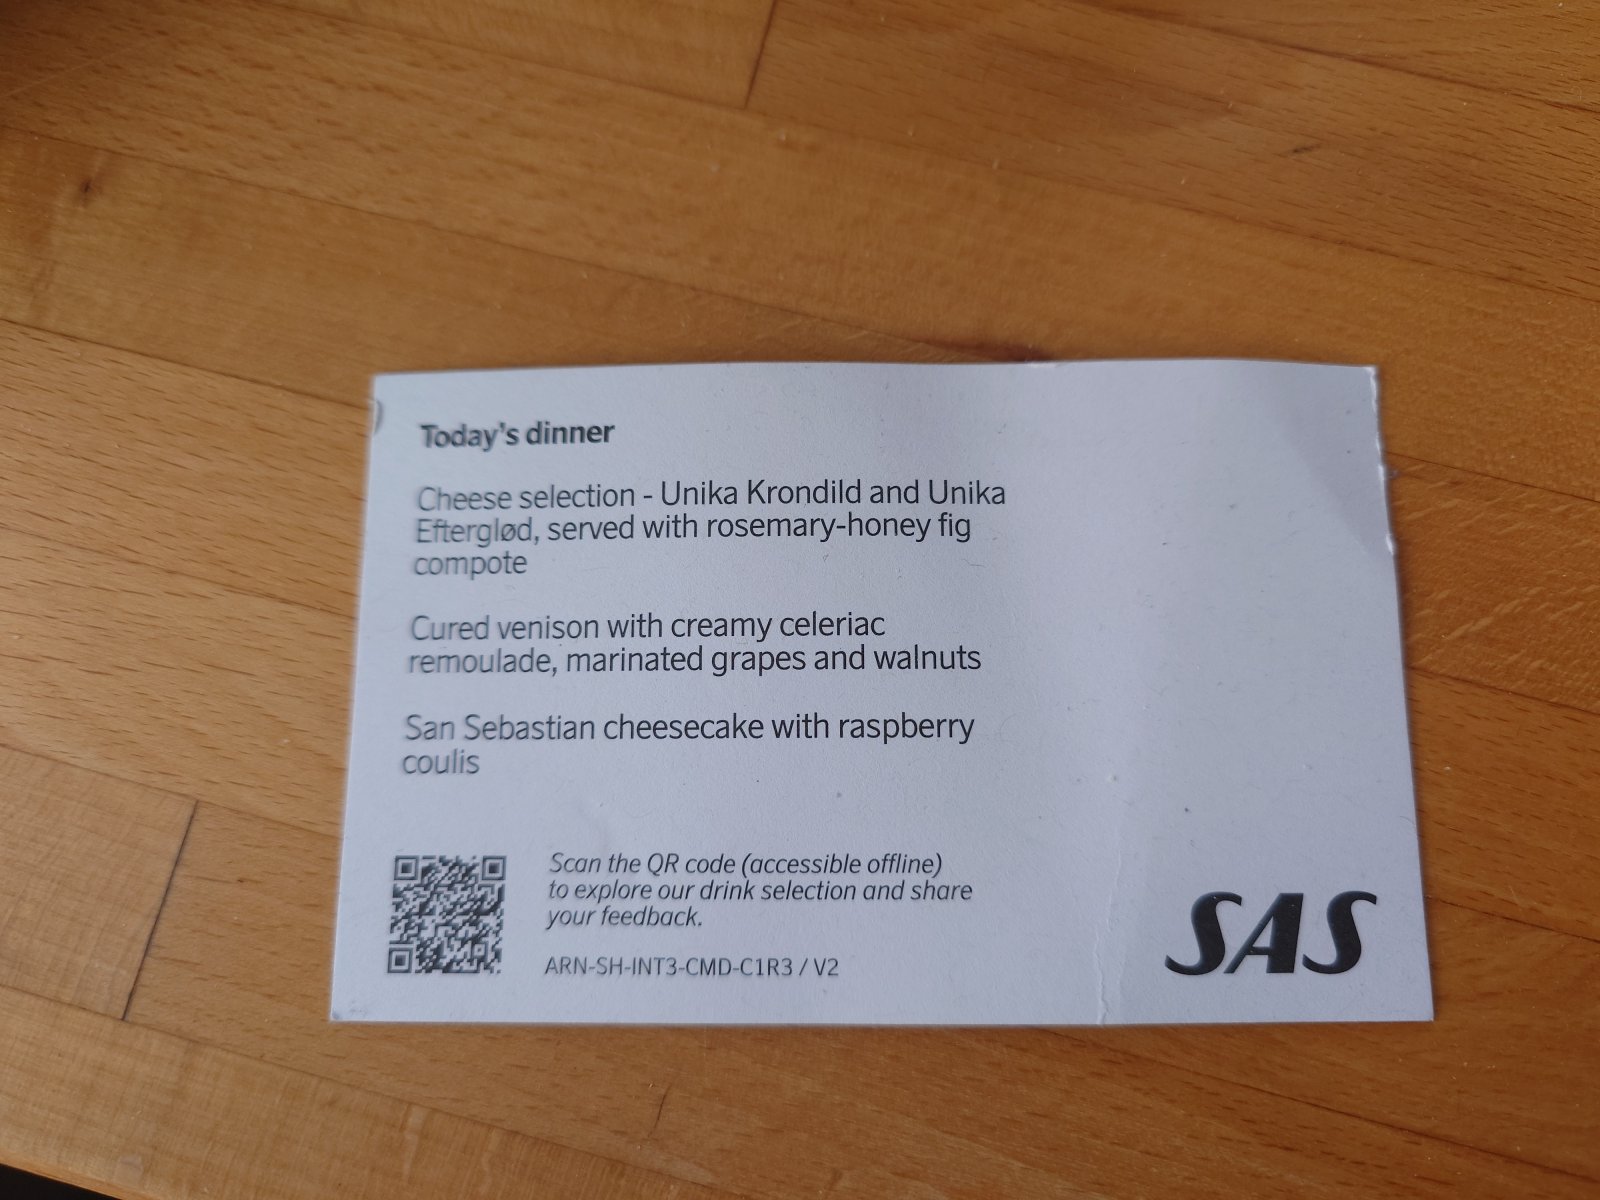 Today's dinner
Cheese selection - Unika Krondild and Unika
Efterglød, served with rosemary-honey fig
compote
Cured venison with creamy celeriac
remoulade, marinated grapes and walnuts
San Sebastian cheesecake with raspberry
coulis
Scan the QR code (accessible offline)
to explore our drink selection and share
your feedback.
ARN-SH-INT3-CMD-C1R3 / V2
SAS